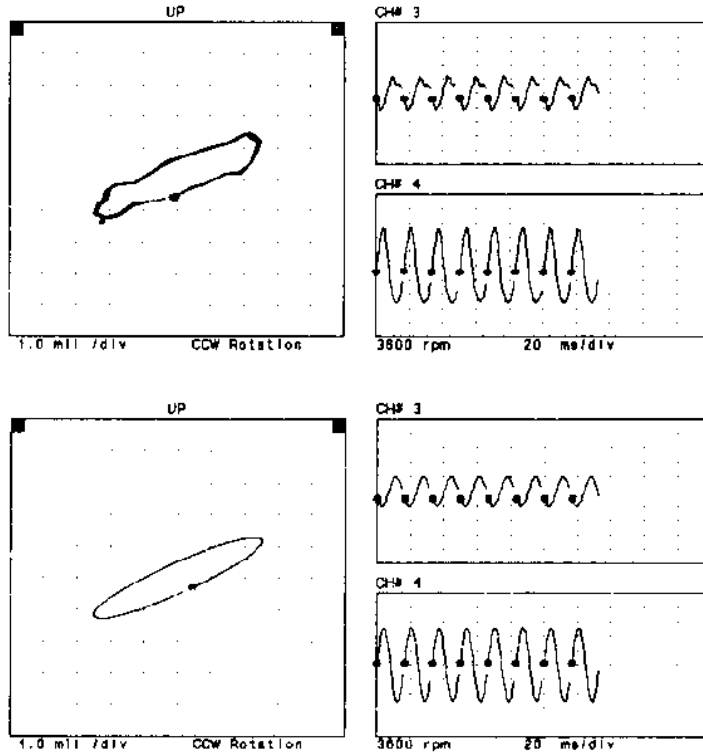 UP
CH# 3
CH# 4
1.0 mil /div CCW Rotation
3600 rpm 20 ms/div
UP
CH# 3
CH# 4
1.0 mil /div CCW Rotation
3600 rpm 20 ms/div